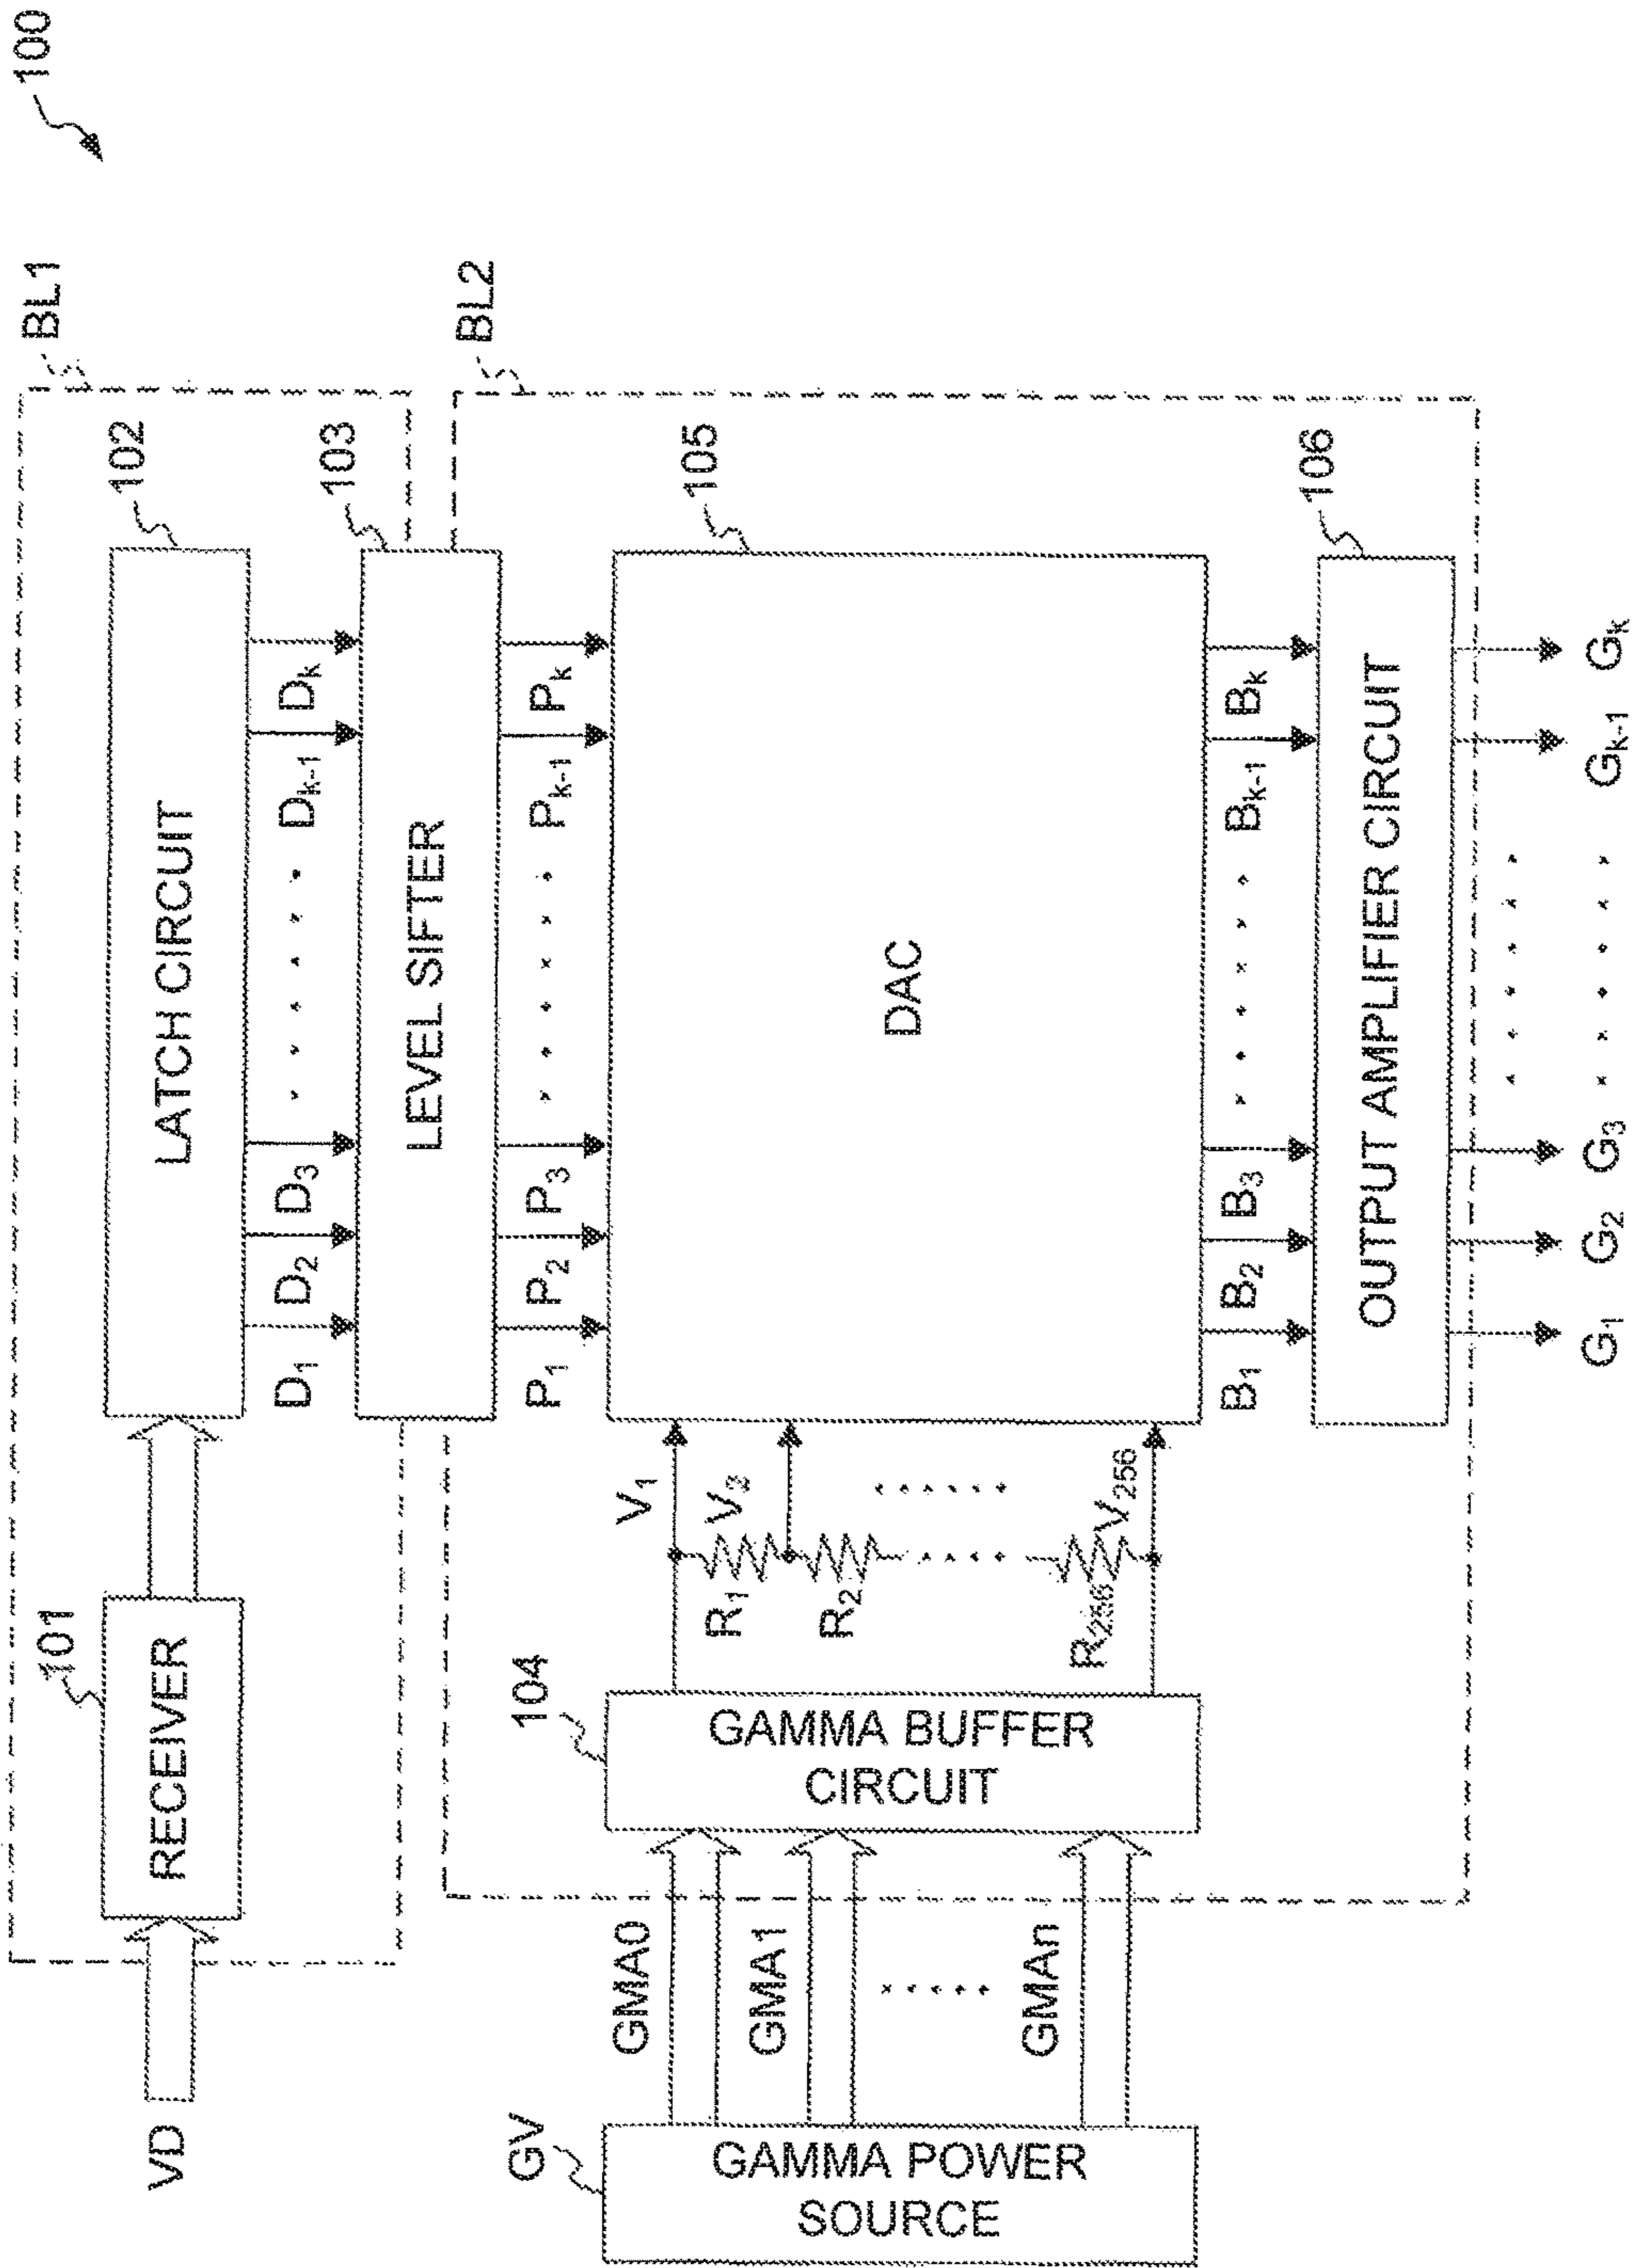 100
BL1
102
LATCH CIRCUIT
101
RECEIVER
VD
D1 D2 D3 Dk-1 Dk
103
LEVEL SIFTER
BL2
P1 P2 P3 Pk-1 Pk
105
DAC
V1
V256
R1
R2
R256
104
GAMMA BUFFER
CIRCUIT
GMA0
GMA1
GMAn
GV
GAMMA POWER
SOURCE
B1 B2 B3 Bk-1 Bk
106
OUTPUT AMPLIFIER CIRCUIT
G1 G2 G3 Gk-1 Gk